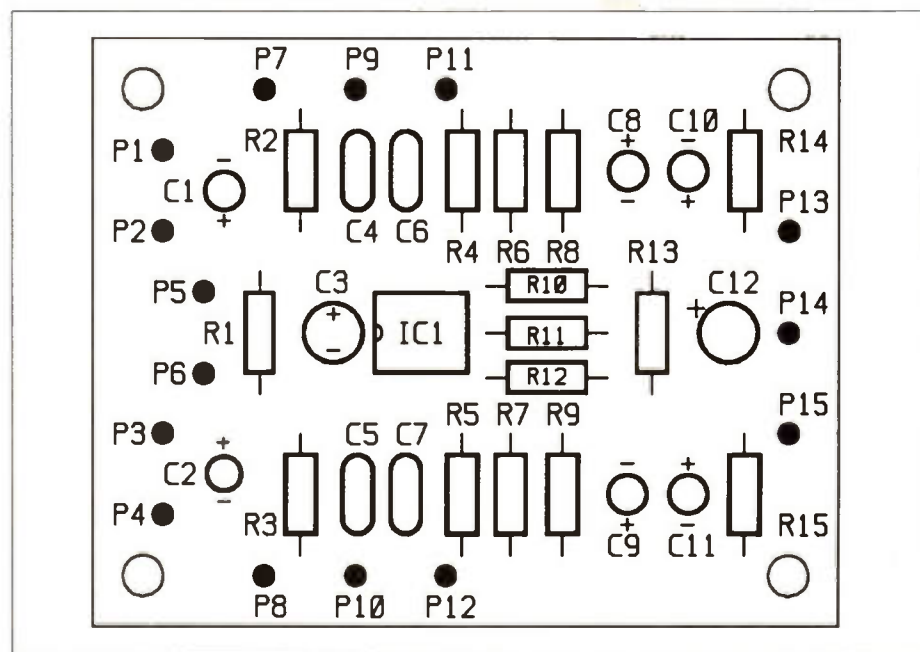 P7 P9 P11
R2 C8 C10 R14
P1 - + -
C1 - + P13
+
P2 C4 C6
R4 R6 R8 R13
P5 C3 R10 + C12
R1 + IC1 R11 P14
-
P6 R12
P3 + R5 R7 R9 P15
C5 C7
C2 - +
-
P4 R3 + - R15
C9 C11
P8 P10 P12